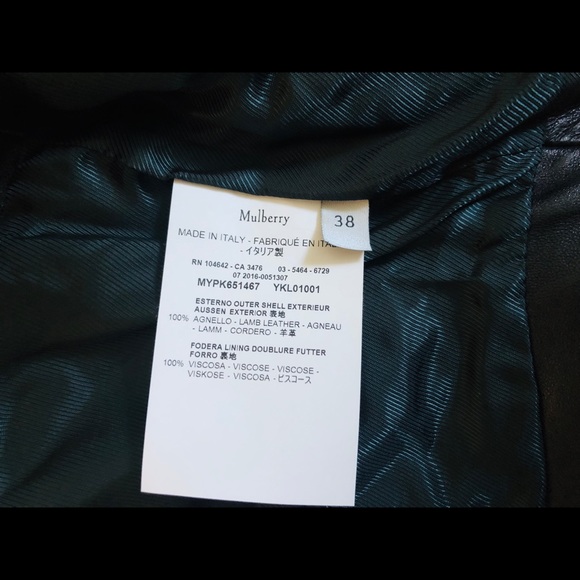 Mulberry
38
MADE IN ITALY - FABRIQUÉ EN
- イタリア製
RN 104642 - CA 3476 03 - 5464 - 6729
07 2016-0051307
MYPK651467 YKL01001
ESTERNO OUTER SHELL EXTERIEUR
AUSSEN EXTERIOR 表地
100% AGNELLO - LAMB LEATHER - AGNEAU
- LAMM - CORDERO - 羊革
FODERA LINING DOUBLURE FUTTER
FORRO 裏地
100% VISCOSA - VISCOSE - VISCOSE -
VISKOSE - VISCOSA - ビスコース